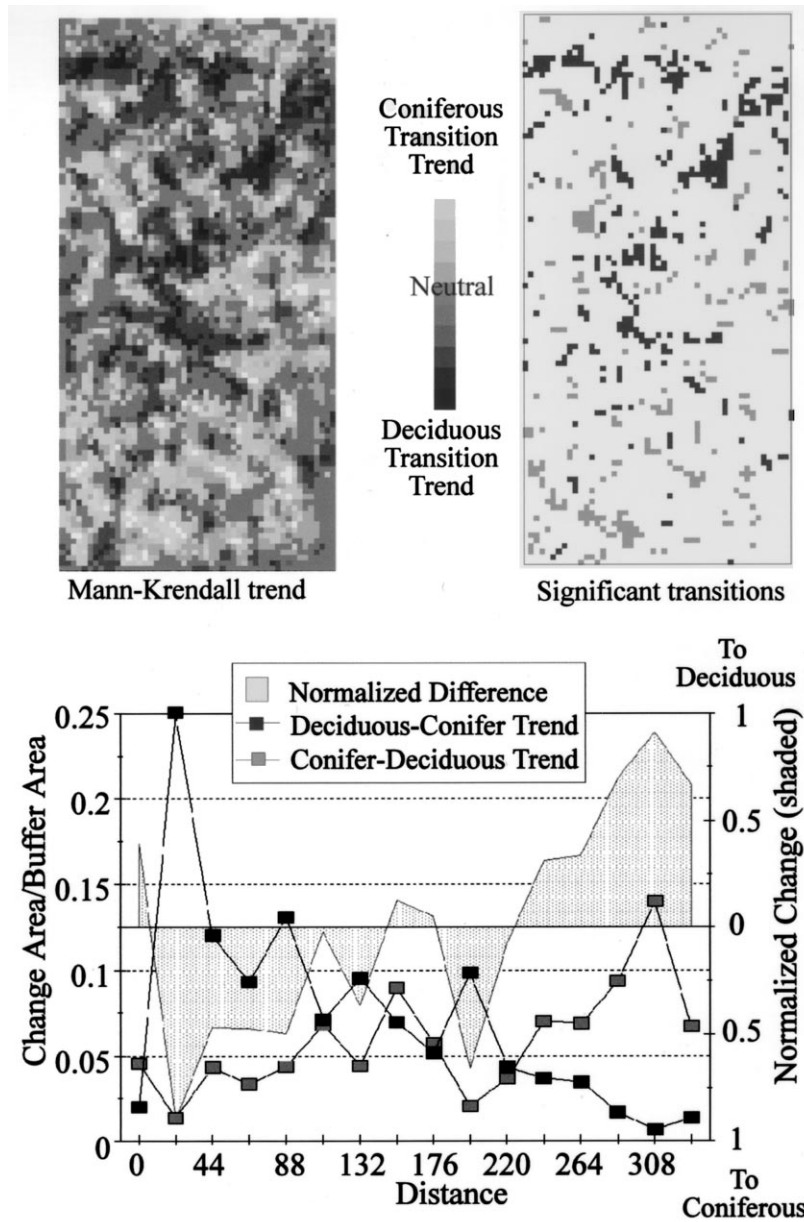 Coniferous
Transition
Trend
Neutral
Deciduous
Transition
Trend
Mann-Krendall trend
Significant transitions
To
Deciduous
Normalized Difference
Deciduous-Conifer Trend
Conifer-Deciduous Trend
Change Area/Buffer Area
0.25
0.2
0.15
0.1
0.05
0
1
0.5
0
0.5
1
Normalized Change (shaded)
0 44 88 132 176 220 264 308
Distance
To
Coniferous